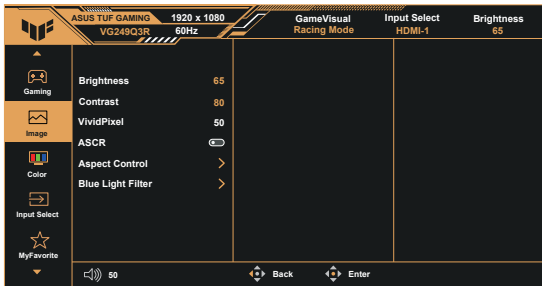 ASUS TUF GAMING 1920 x 1080 GameVisual Input Select Brightness
VG249Q3R 60Hz Racing Mode HDMI-1 65
Gaming
Image
Color
Input Select
MyFavorite
Brightness 65
Contrast 80
VividPixel 50
ASCR
Aspect Control
Blue Light Filter
50 Back Enter